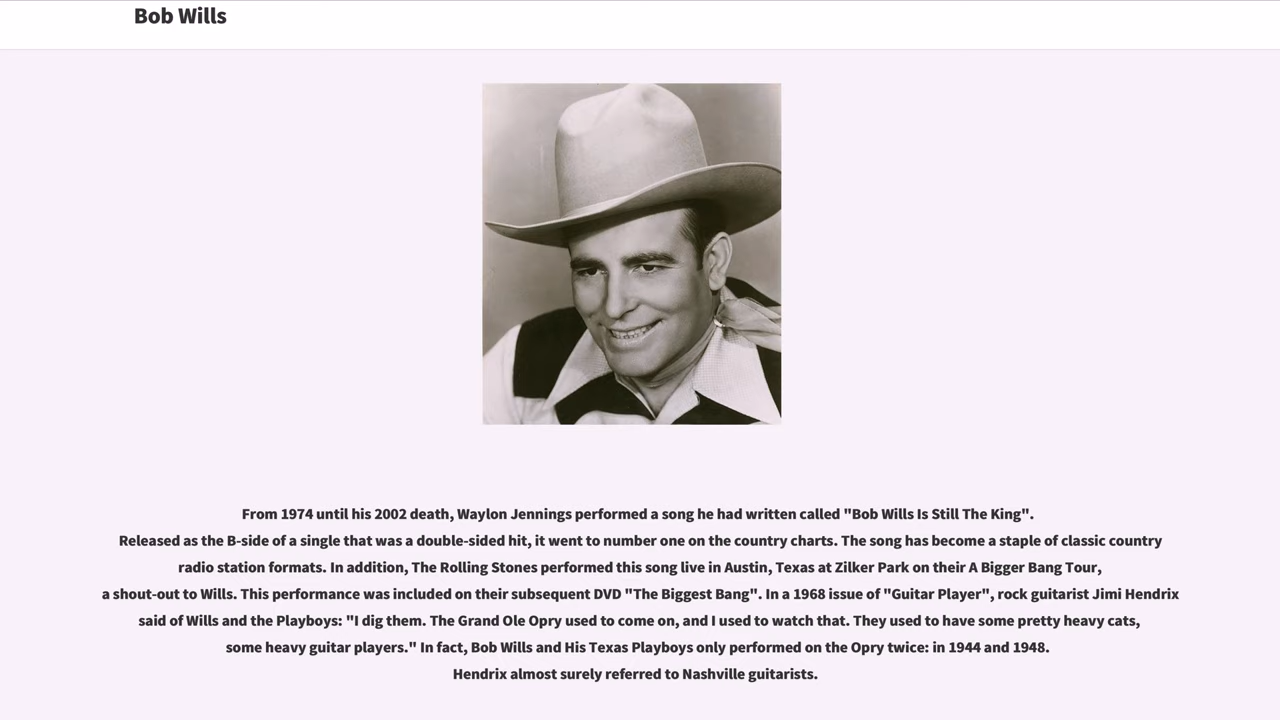 Bob Wills
From 1974 until his 2002 death, Waylon Jennings performed a song he had written called "Bob Wills Is Still The King".
Released as the B-side of a single that was a double-sided hit, it went to number one on the country charts. The song has become a staple of classic country
radio station formats. In addition, The Rolling Stones performed this song live in Austin, Texas at Zilker Park on their A Bigger Bang Tour,
a shout-out to Wills. This performance was included on their subsequent DVD "The Biggest Bang". In a 1968 issue of "Guitar Player", rock guitarist Jimi Hendrix
said of Wills and the Playboys: "I dig them. The Grand Ole Opry used to come on, and I used to watch that. They used to have some pretty heavy cats,
some heavy guitar players." In fact, Bob Wills and His Texas Playboys only performed on the Opry twice: in 1944 and 1948.
Hendrix almost surely referred to Nashville guitarists.